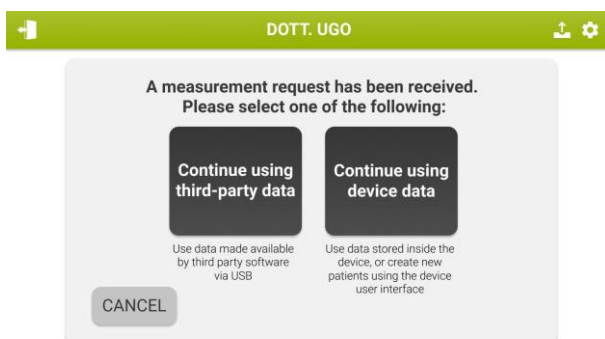 DOTT. UGO
A measurement request has been received.
Please select one of the following:
Continue using
third-party data
Continue using
device data
Use data made available
by third party software
via USB
Use data stored inside the
device, or create new
patients using the device
user interface
CANCEL